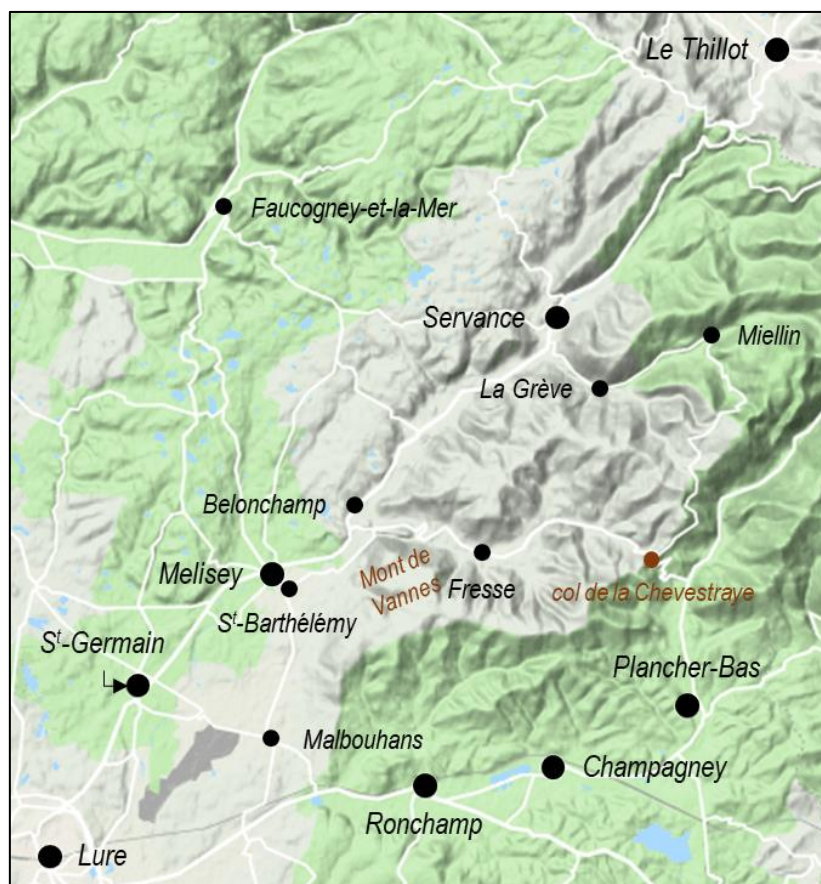 Le Thillot
Faucogney-et-la-Mer
Servance
Miellin
La Grève
Belonchamp
Mont de
Vannes
Fresse
col de la Chevestraye
Melisey
St-Barthélémy
St-Germain
Plancher-Bas
Malbouhans
Champagney
Ronchamp
Lure